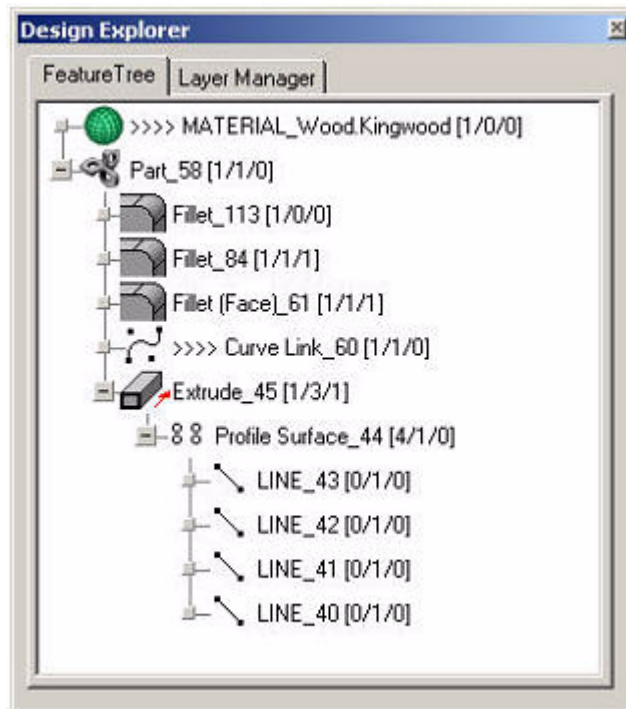 Design Explorer
FeatureTree Layer Manager
>>>> MATERIAL_Wood.Kingwood [1/0/0]
Part_58 [1/1/0]
Fillet_113 [1/0/0]
Fillet_84 [1/1/1]
Fillet (Face)_61 [1/1/1]
>>>> Curve Link_60 [1/1/0]
Extrude_45 [1/3/1]
Profile Surface_44 [4/1/0]
LINE_43 [0/1/0]
LINE_42 [0/1/0]
LINE_41 [0/1/0]
LINE_40 [0/1/0]